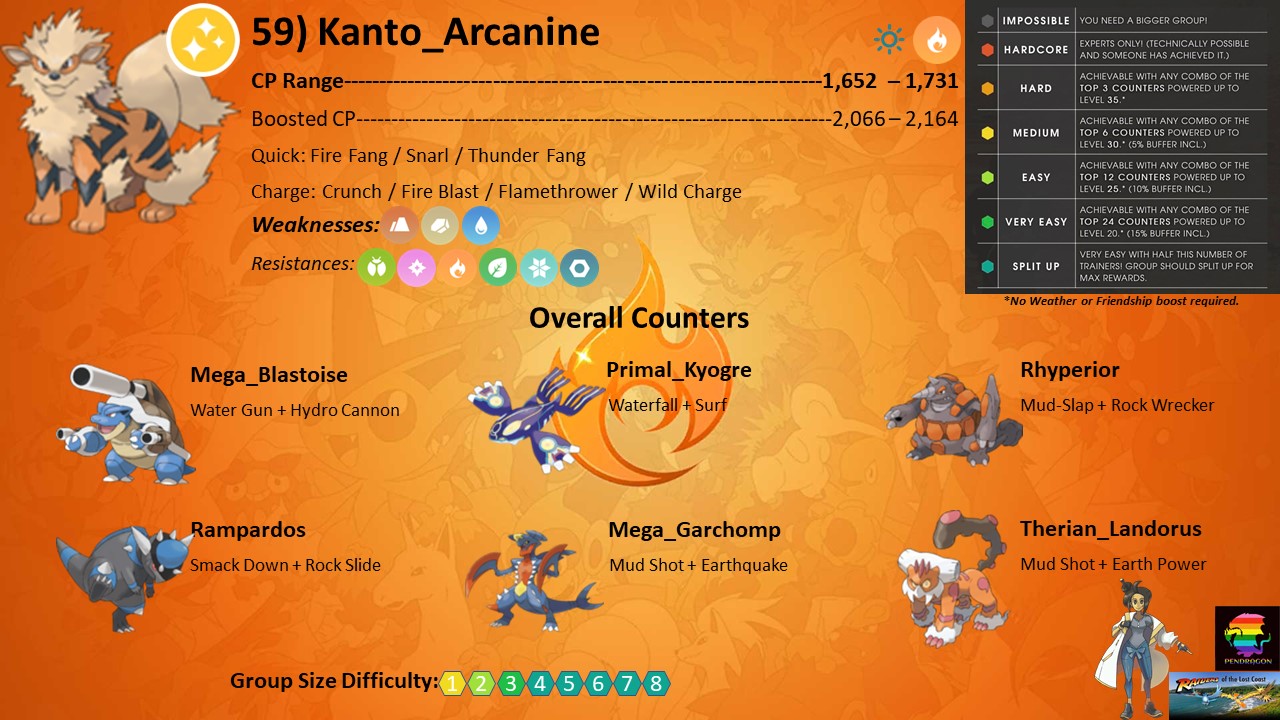 59) Kanto_Arcanine
CP Range--------------------------------------------------------------------1,652 – 1,731
Boosted CP--------------------------------------------------------------------2,066 – 2,164
Quick: Fire Fang / Snarl / Thunder Fang
Charge: Crunch / Fire Blast / Flamethrower / Wild Charge
Weaknesses:
Resistances:
IMPOSSIBLE
YOU NEED A BIGGER GROUP!
HARDCORE
EXPERTS ONLY! (TECHNICALLY POSSIBLE
AND SOMEONE HAS ACHIEVED IT.)
HARD
ACHIEVABLE WITH ANY COMBO OF THE
TOP 3 COUNTERS POWERED UP TO
LEVEL 35.*
MEDIUM
ACHIEVABLE WITH ANY COMBO OF THE
TOP 6 COUNTERS POWERED UP TO
LEVEL 30.* (5% BUFFER INCL.)
EASY
ACHIEVABLE WITH ANY COMBO OF THE
TOP 12 COUNTERS POWERED UP TO
LEVEL 25.* (10% BUFFER INCL.)
VERY EASY
ACHIEVABLE WITH ANY COMBO OF THE
TOP 24 COUNTERS POWERED UP TO
LEVEL 20.* (15% BUFFER INCL.)
SPLIT UP
VERY EASY WITH HALF THIS NUMBER OF
TRAINERS! GROUP SHOULD SPLIT UP FOR
MAX REWARDS.
*No Weather or Friendship boost required.
Overall Counters
Mega_Blastoise
Water Gun + Hydro Cannon
Primal_Kyogre
Waterfall + Surf
Rhyperior
Mud-Slap + Rock Wrecker
Rampardos
Smack Down + Rock Slide
Mega_Garchomp
Mud Shot + Earthquake
Therian_Landorus
Mud Shot + Earth Power
Group Size Difficulty: 1 2 3 4 5 6 7 8
PENDRAGON
RAIDERS of the Lost Coast